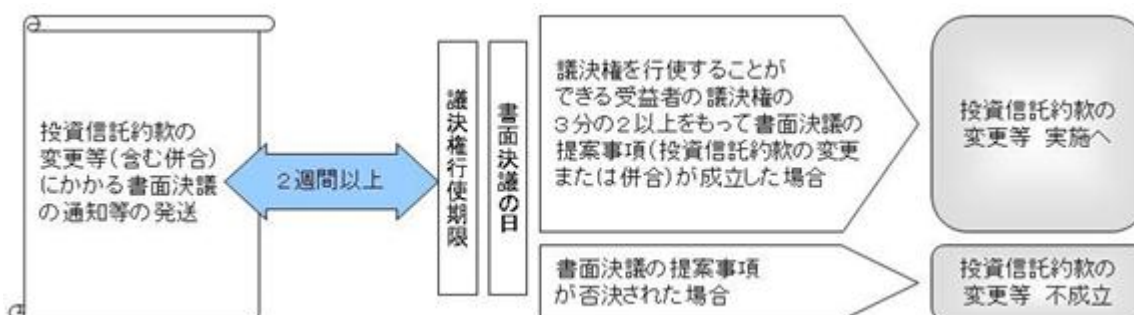 投資信託約款の
変更等(含む併合)
にかかる書面決議
の通知等の発送
2週間以上
議決権行使期限
書面決議の日
議決権を行使することが
できる受益者の議決権の
3分の2以上をもって書面決議の
提案事項(投資信託約款の変更
または併合)が成立した場合
投資信託約款の
変更等 実施へ
書面決議の提案事項
が否決された場合
投資信託約款の
変更等 不成立